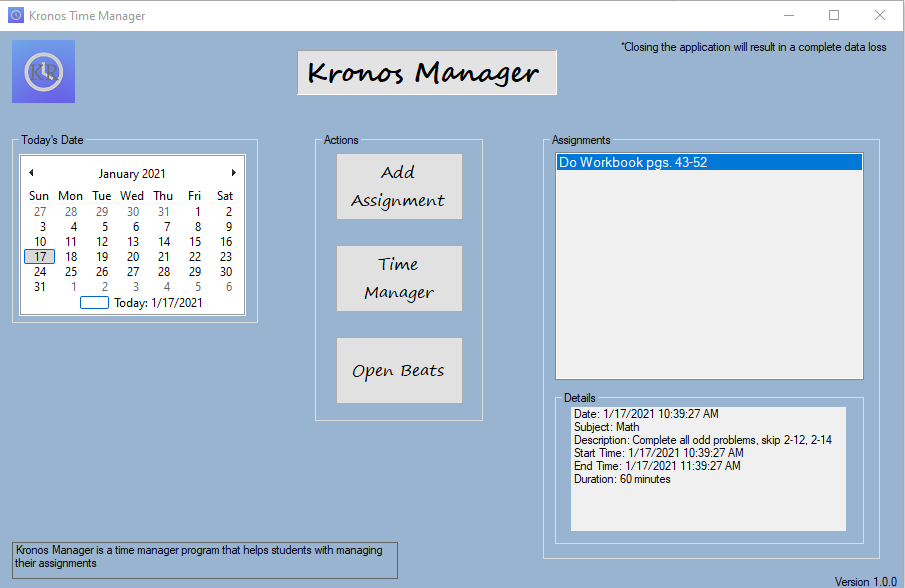 Kronos Time Manager
*Closing the application will result in a complete data loss
KR
Kronos Manager
Today's Date
January 2021
Sun Mon Tue Wed Thu Fri Sat
27 28 29 30 31 1 2
3 4 5 6 7 8 9
10 11 12 13 14 15 16
17 18 19 20 21 22 23
24 25 26 27 28 29 30
31 1 2 3 4 5 6
Today: 1/17/2021
Actions
Add
Assignment
Time
Manager
Open Beats
Assignments
Do Workbook pgs. 43-52
Details
Date: 1/17/2021 10:39:27 AM
Subject: Math
Description: Complete all odd problems, skip 2-12, 2-14
Start Time: 1/17/2021 10:39:27 AM
End Time: 1/17/2021 11:39:27 AM
Duration: 60 minutes
Kronos Manager is a time manager program that helps students with managing
their assignments
Version 1.0.0